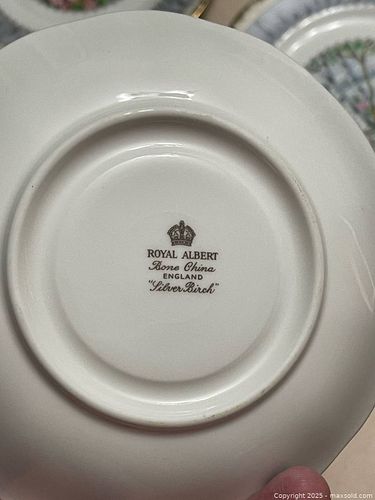 ROYAL ALBERT
Bone China
ENGLAND
"Silver Birch"
Copyright 2025 - maxsold.com